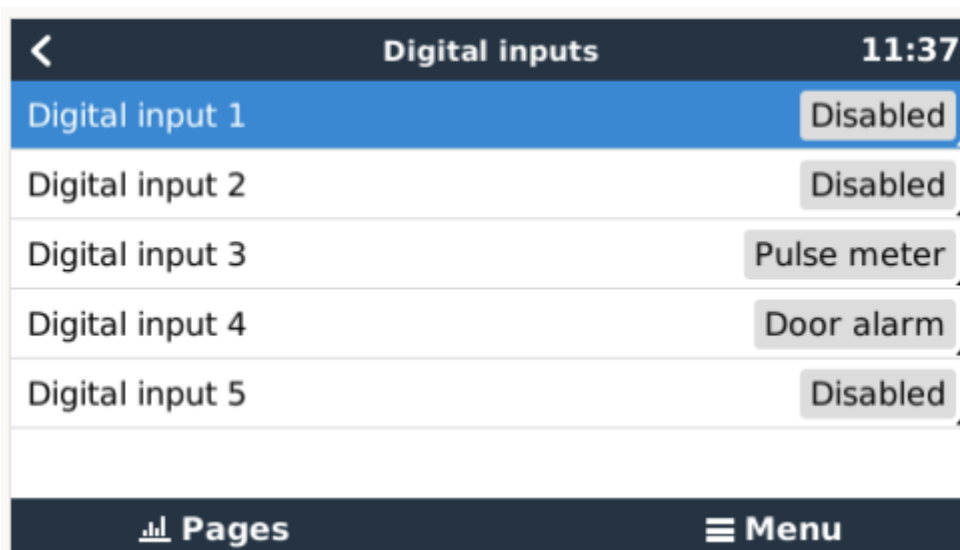 Digital inputs 11:37
Digital input 1 Disabled
Digital input 2 Disabled
Digital input 3 Pulse meter
Digital input 4 Door alarm
Digital input 5 Disabled
Pages Menu